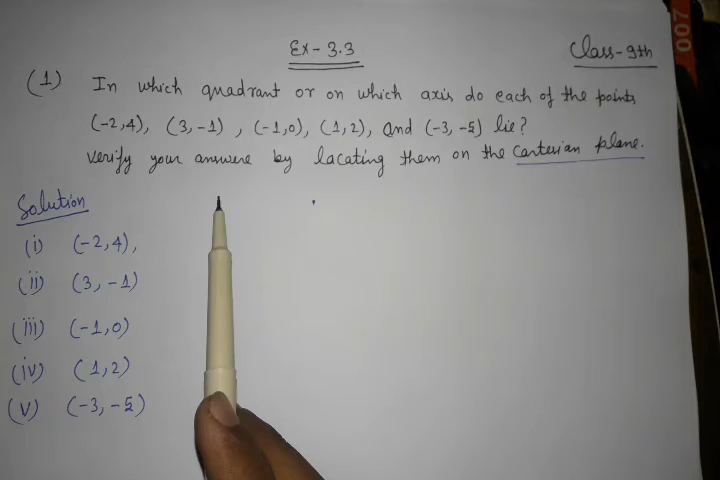 Ex - 3.3
Class-9th
(1) In which quadrant or on which axis do each of the points
(-2,4), (3,-1), (-1,0), (1,2), and (-3,-5) lie?
verify your answere by lacating them on the Carterian plane.
Solution
(i) (-2,4),
(ii) (3,-1)
(iii) (-1,0)
(iv) (1,2)
(v) (-3,-5)
007